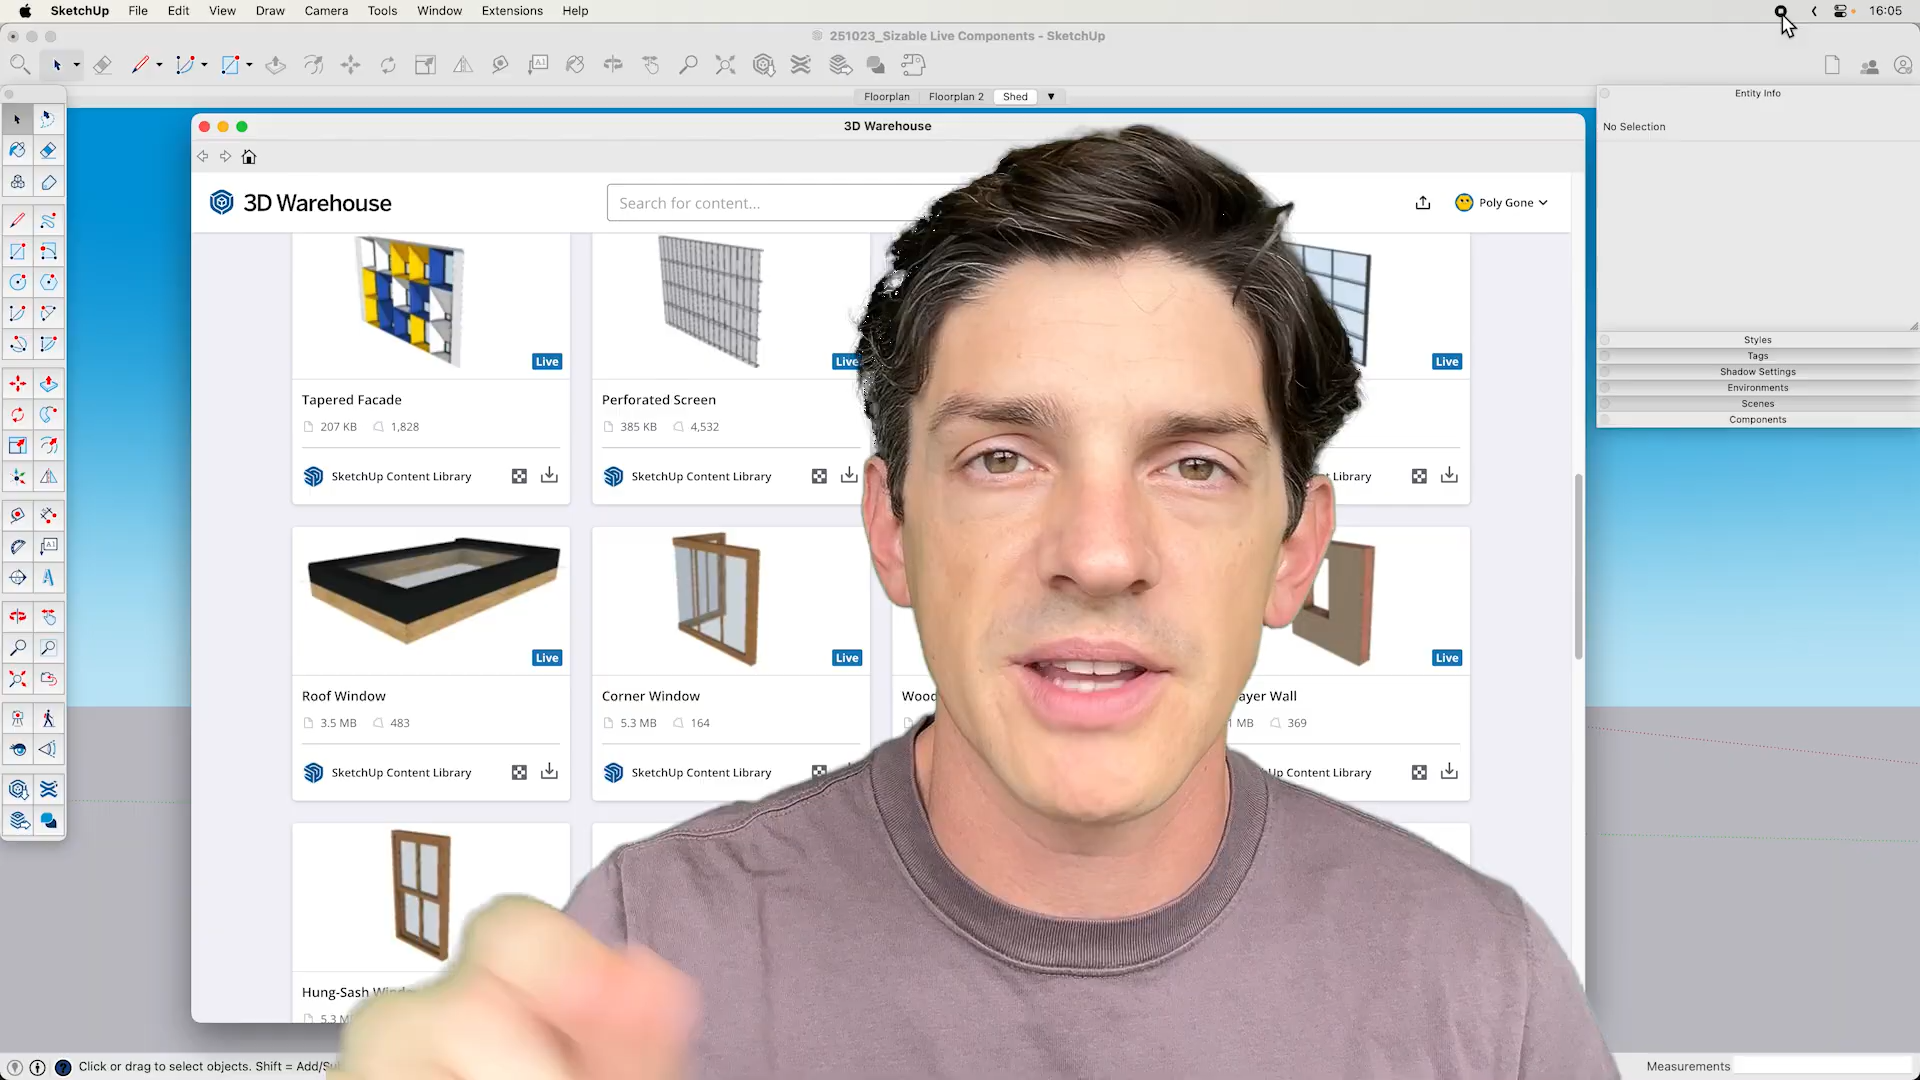 SketchUp File Edit View Draw Camera Tools Window Extensions Help 16:05
251023_Sizable Live Components - SketchUp
Floorplan Floorplan 2 Shed
Entity Info
No Selection
Styles
Tags
Shadow Settings
Environments
Scenes
Components
3D Warehouse
3D Warehouse Search for content... Poly Gone
Live Live Live
Tapered Facade Perforated Screen
207 KB 1,828 385 KB 4,532
SketchUp Content Library SketchUp Content Library Library
Live Live Live
Roof Window Corner Window Wood ayer Wall
3.5 MB 483 5.3 MB 164 MB 369
SketchUp Content Library SketchUp Content Library Up Content Library
Hung-Sash
5.3 M
Click or drag to select objects. Shift = Add/Su Measurements